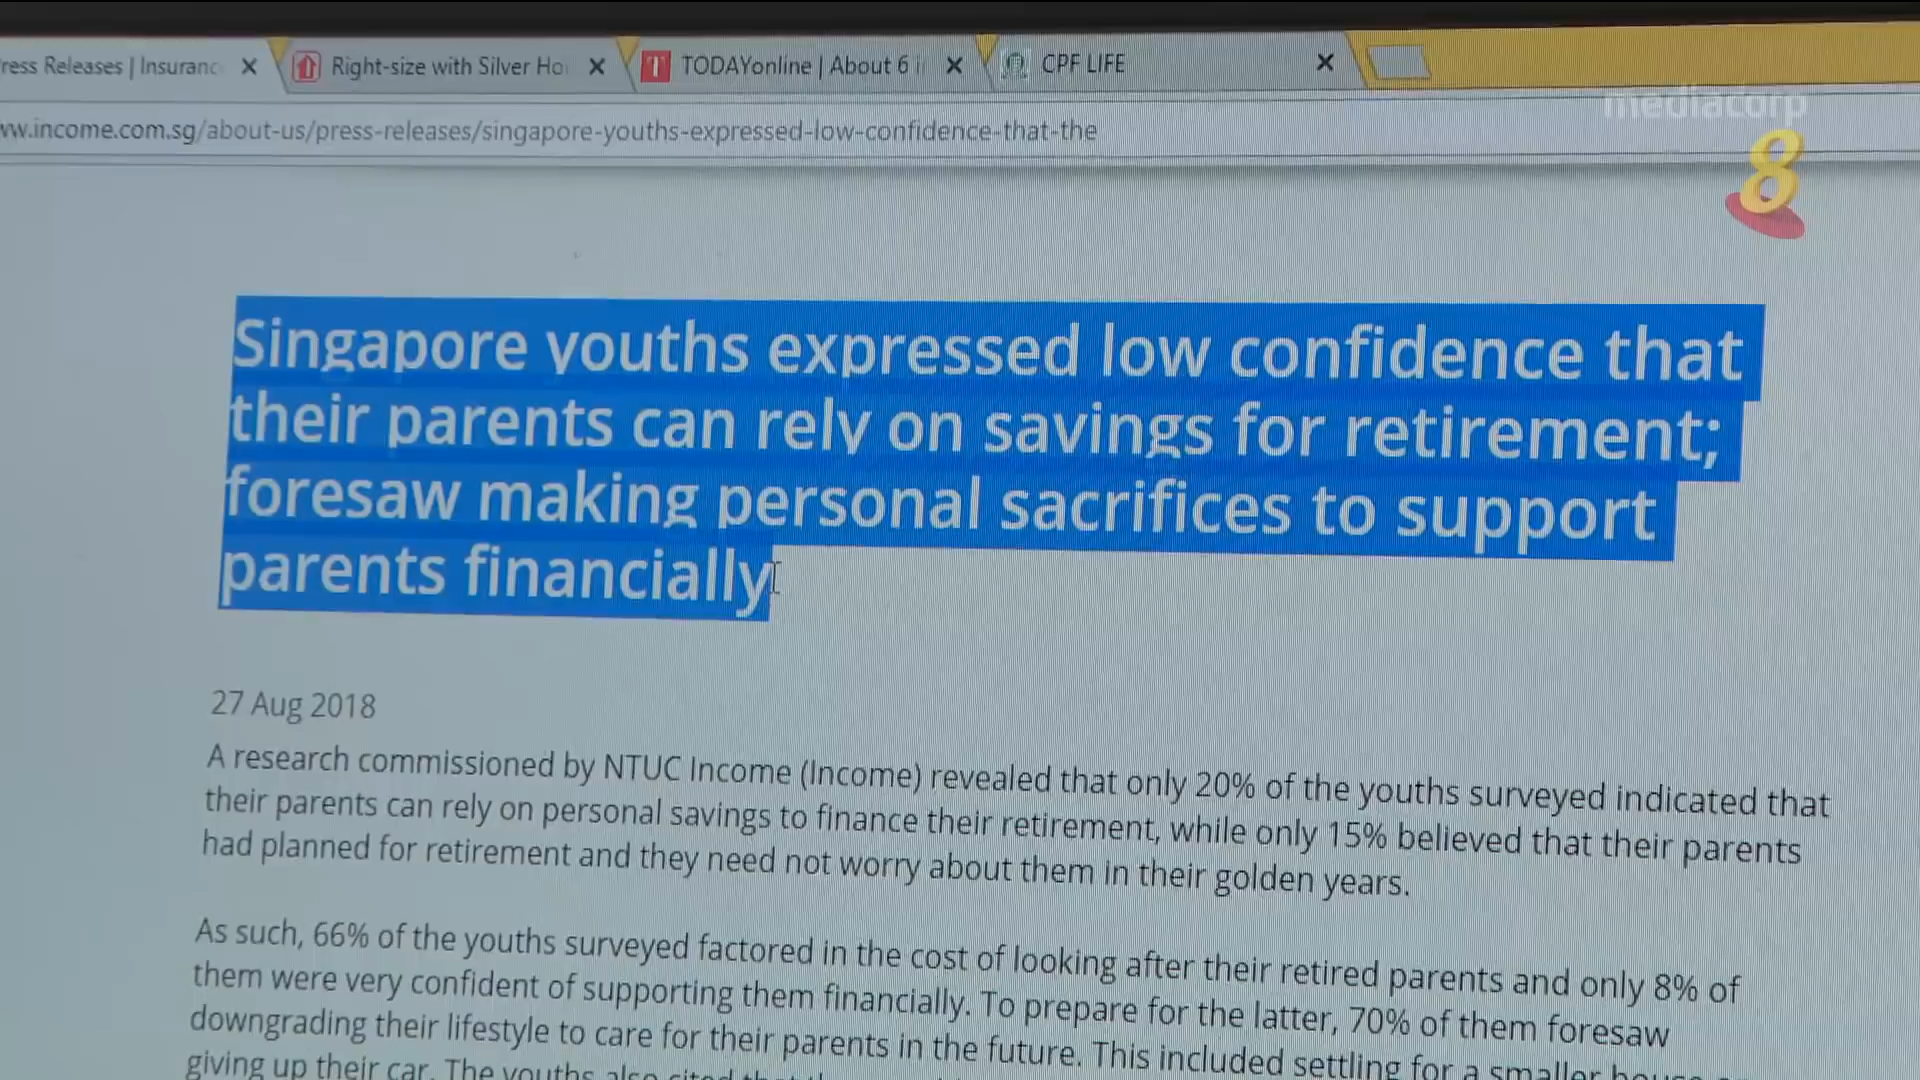 ress Releases | Insuranc
Right-size with Silver Ho
TODAYonline | About 6 i
CPF LIFE
ww.income.com.sg/about-us/press-releases/singapore-youths-expressed-low-confidence-that-the
mediacorp
8
Singapore youths expressed low confidence that
their parents can rely on savings for retirement;
foresaw making personal sacrifices to support
parents financially
27 Aug 2018
A research commissioned by NTUC Income (Income) revealed that only 20% of the youths surveyed indicated that
their parents can rely on personal savings to finance their retirement, while only 15% believed that their parents
had planned for retirement and they need not worry about them in their golden years.
As such, 66% of the youths surveyed factored in the cost of looking after their retired parents and only 8% of
them were very confident of supporting them financially. To prepare for the latter, 70% of them foresaw
downgrading their lifestyle to care for their parents in the future. This included settling for a smaller house
giving up their car. The youths also cited that